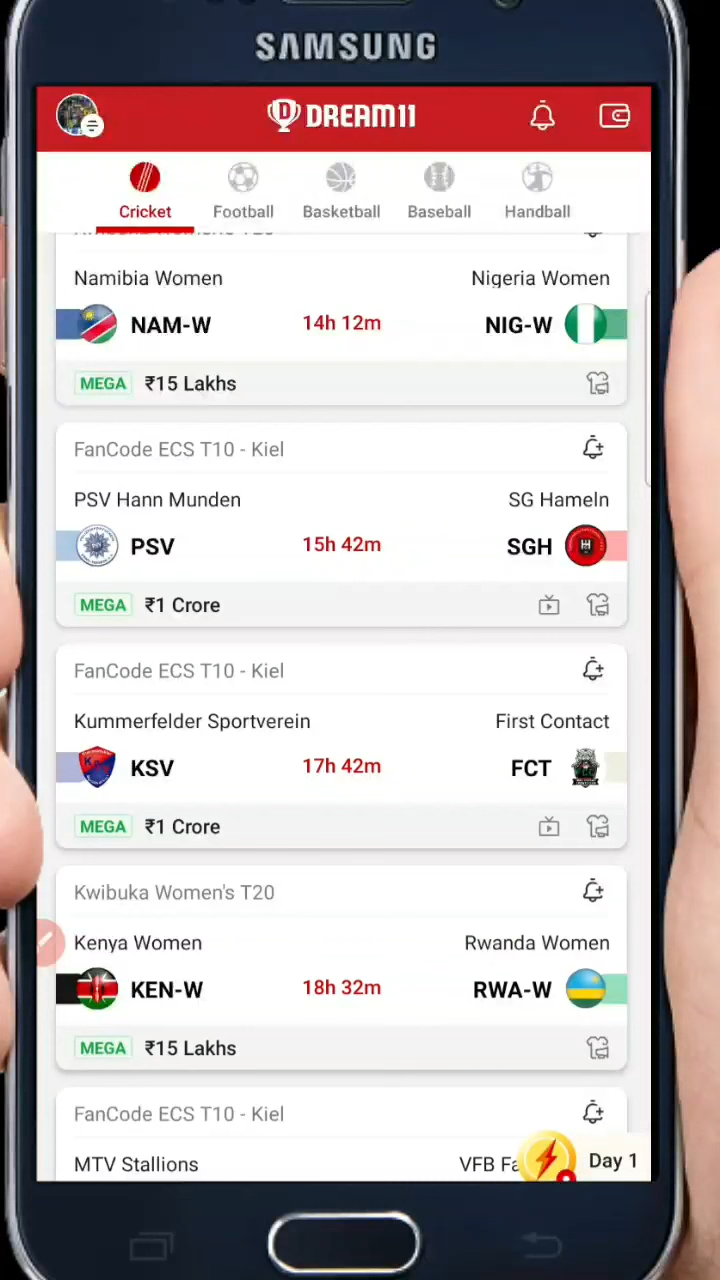 SAMSUNG
DREAM11
Cricket Football Basketball Baseball Handball
Namibia Women Nigeria Women
NAM-W 14h 12m NIG-W
MEGA ₹15 Lakhs
FanCode ECS T10 - Kiel
PSV Hann Munden SG Hameln
PSV 15h 42m SGH
MEGA ₹1 Crore
FanCode ECS T10 - Kiel
Kummerfelder Sportverein First Contact
KSV 17h 42m FCT
MEGA ₹1 Crore
Kwibuka Women's T20
Kenya Women Rwanda Women
KEN-W 18h 32m RWA-W
MEGA ₹15 Lakhs
FanCode ECS T10 - Kiel
MTV Stallions VFB
Day 1